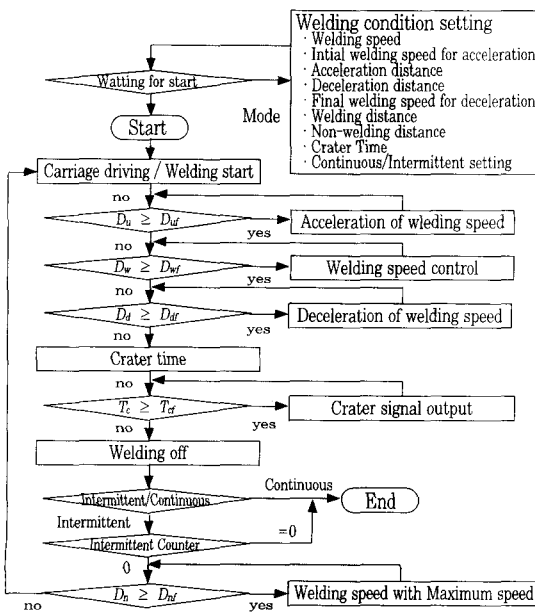 Welding condition setting
· Welding speed
· Intial welding speed for acceleration
· Acceleration distance
· Deceleration distance
· Final welding speed for deceleration
· Welding distance
· Non-welding distance
· Crater Time
· Continuous/Intermittent setting
Watting for start
Mode
Start
Carriage driving / Welding start
no
Du ≥ Duf
yes
Acceleration of wleding speed
no
Dw ≥ Dwf
yes
Welding speed control
no
Dd ≥ Ddf
yes
Deceleration of welding speed
no
Crater time
no
Tc ≥ Tcf
yes
Crater signal output
no
Welding off
Intermittent/Continuous
Continuous
End
Intermittent
Intermittent Counter
=0
0
Dn ≥ Dnf
no
yes
Welding speed with Maximum speed